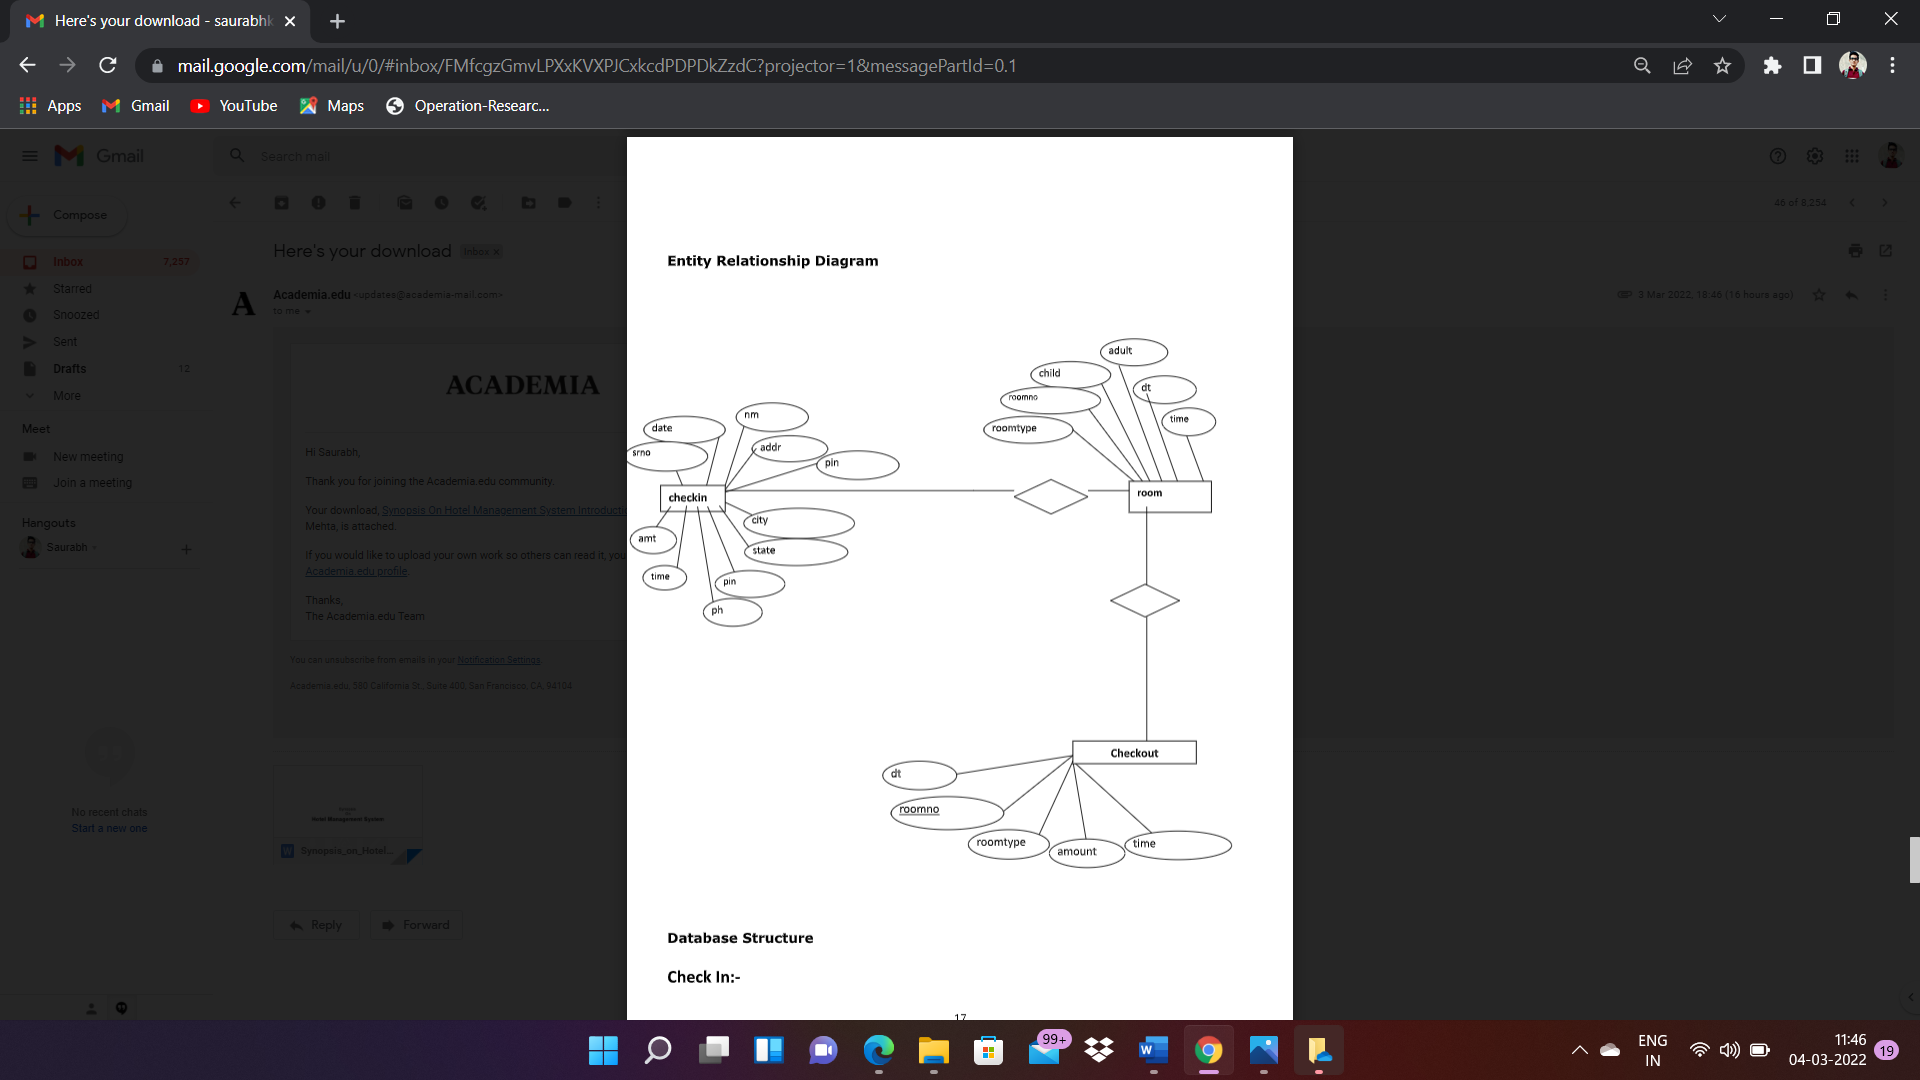 Here's your download - saurabhk
mail.google.com/mail/u/0/#inbox/FMfcgzGmvLPXxKVXPJCxkcdPDPDkZzdC?projector=1&messagePartId=0.1
Apps Gmail YouTube Maps Operation-Researc...
Gmail
Search mail
Compose
46 of 8,254
Here's your download Inbox ×
Inbox 7,257
Starred
Snoozed
Sent
Drafts 12
More
Academia.edu <updates@academia-mail.com>
to me
3 Mar 2022, 19:46 (16 hours ago)
ACADEMIA
Meet
New meeting
Join a meeting
Hangouts
Saurabh
Hi Saurabh,
Thank you for joining the Academia.edu community.
Your download, Synopsis On Hotel Management System Introducti
Mehta, is attached.
If you would like to upload your own work so others can read it, you
Academia.edu profile.
Thanks,
The Academia.edu Team
You can unsubscribe from emails in your Notification Settings.
Academia.edu, 580 California St., Suite 400, San Francisco, CA, 94104
No recent chats
Start a new one
Hotel Management System
Synopsis_on_Hotel...
Reply Forward
Entity Relationship Diagram
adult
child
dt
roomno
time
roomtype
room
nm
date
addr
srno
pin
checkin
city
amt
state
time
pin
ph
Checkout
dt
roomno
roomtype
amount
time
Database Structure
Check In:-
17
99+
ENG
IN
11:46
04-03-2022
19